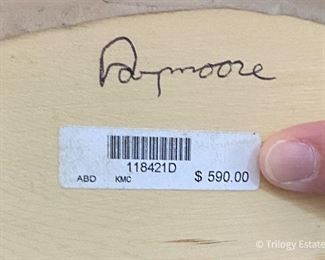 Raymoore
118421D
ABD KMC $ 590.00
© Trilogy Estate